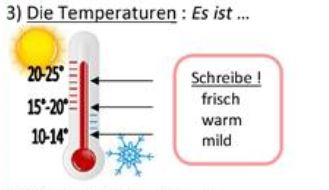 3) Die Temperaturen : Es ist ...
20-25°
15°-20°
10-14°
Schreibe !
frisch
warm
mild